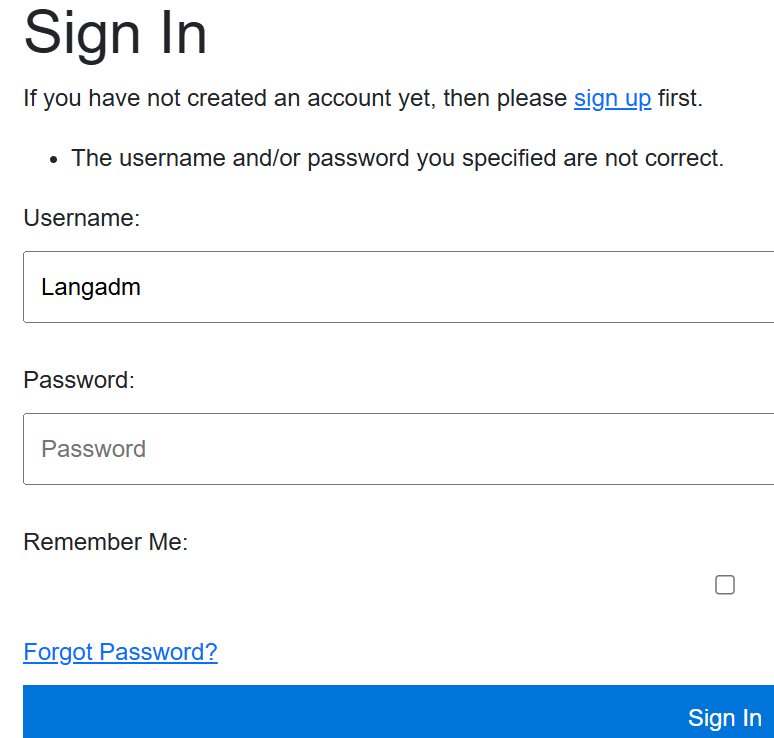 Sign In
If you have not created an account yet, then please sign up first.
• The username and/or password you specified are not correct.
Username:
Langadm
Password:
Password
Remember Me:
Forgot Password?
Sign In